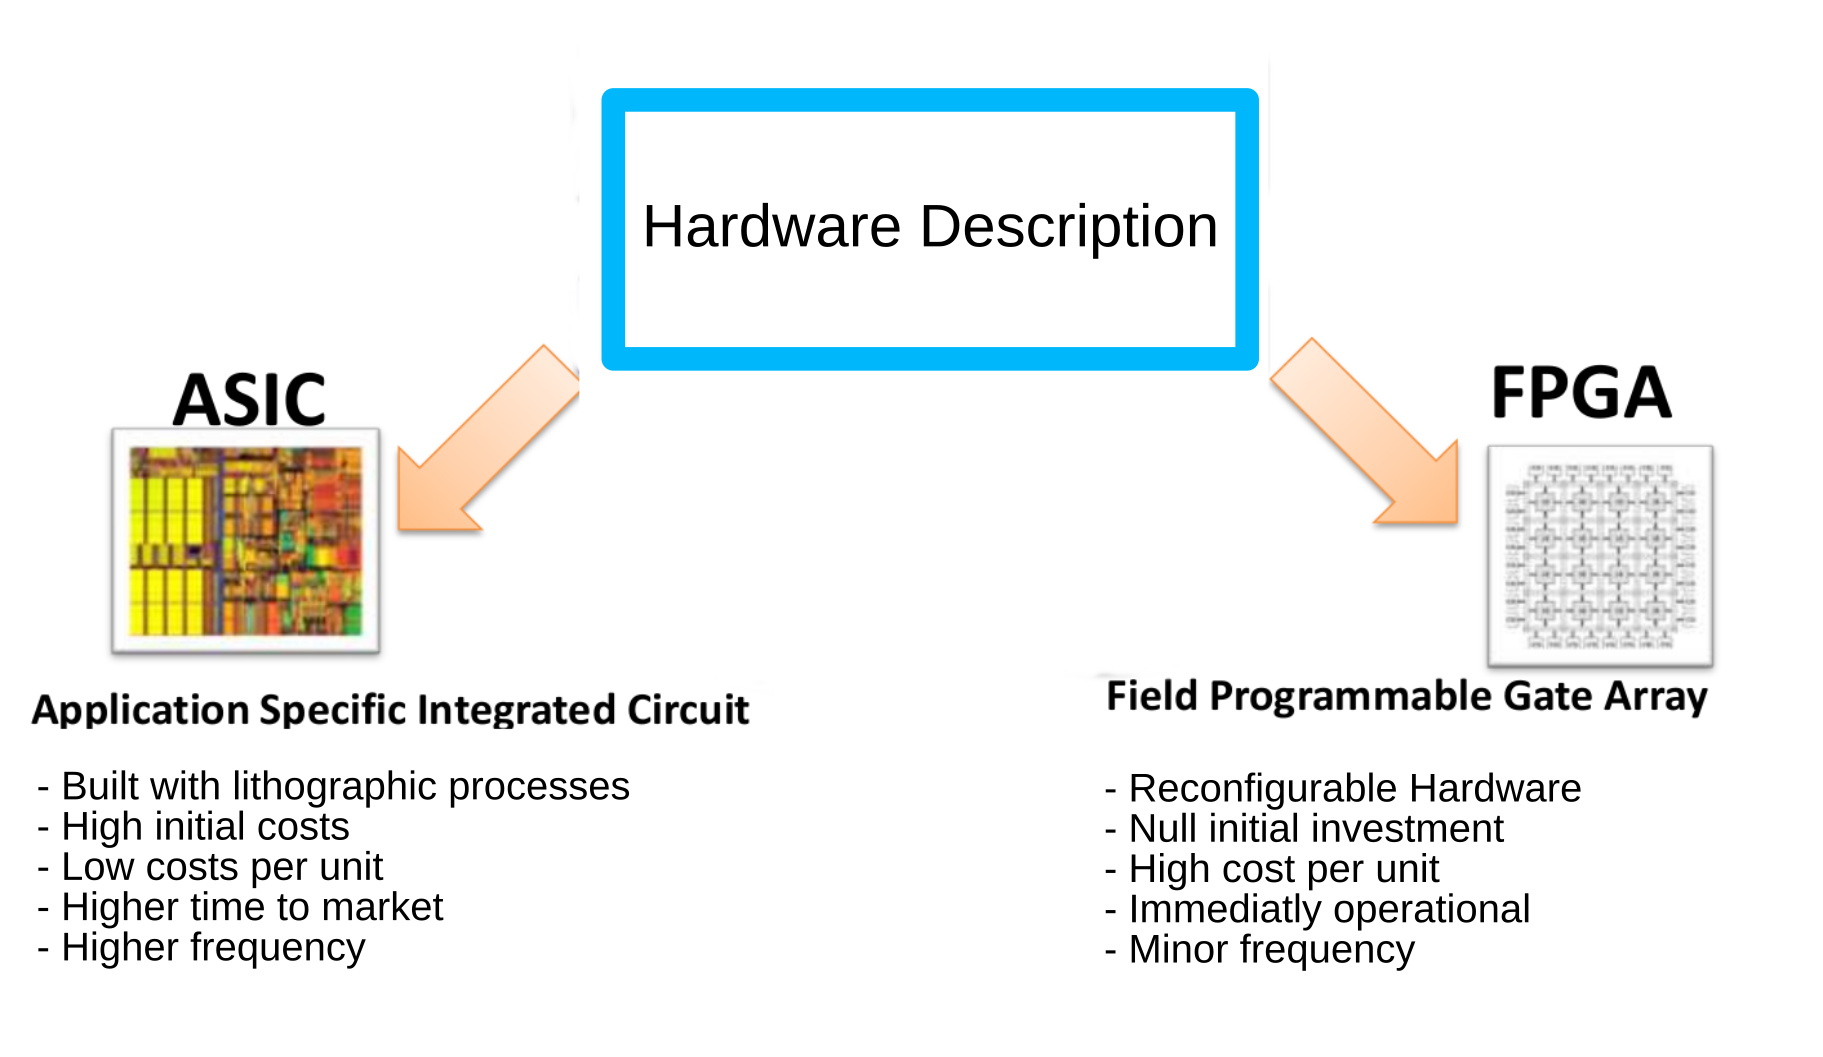 Hardware Description
ASIC
Application Specific Integrated Circuit
- Built with lithographic processes
- High initial costs
- Low costs per unit
- Higher time to market
- Higher frequency
FPGA
Field Programmable Gate Array
- Reconfigurable Hardware
- Null initial investment
- High cost per unit
- Immediatly operational
- Minor frequency